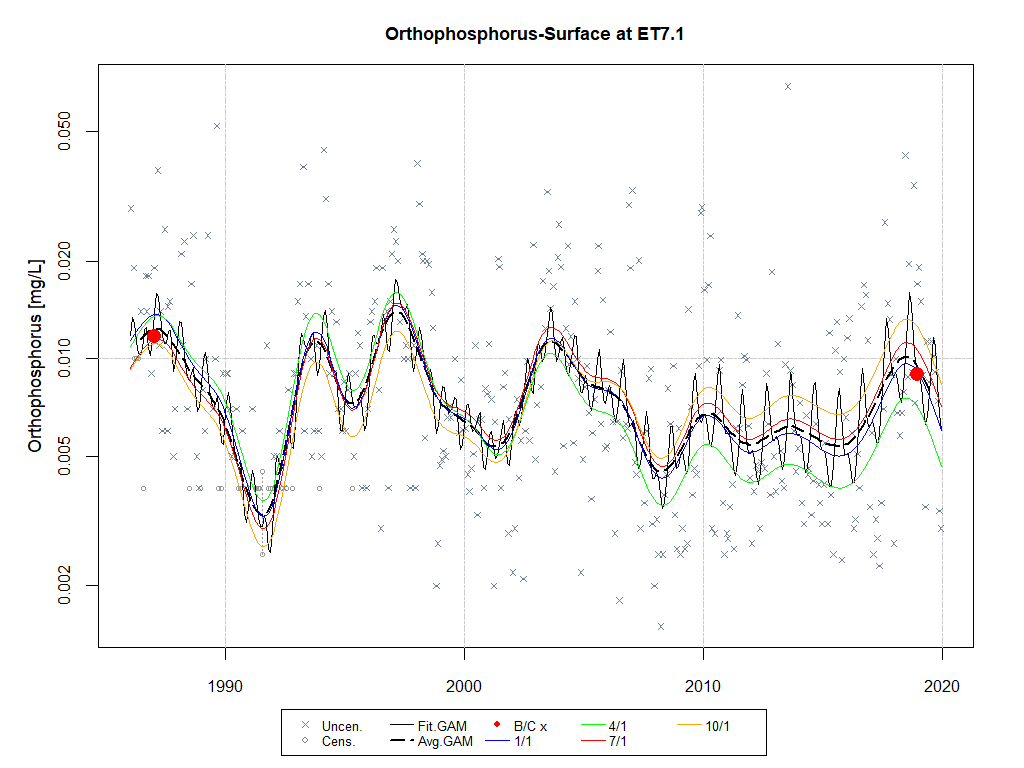 Orthophosphorus-Surface at ET7.1
Orthophosphorus [mg/L]
0.050
0.020
0.010
0.005
0.002
1990 2000 2010 2020
Uncen. Fit.GAM B/C x 4/1 10/1
Cens. Avg.GAM 1/1 7/1